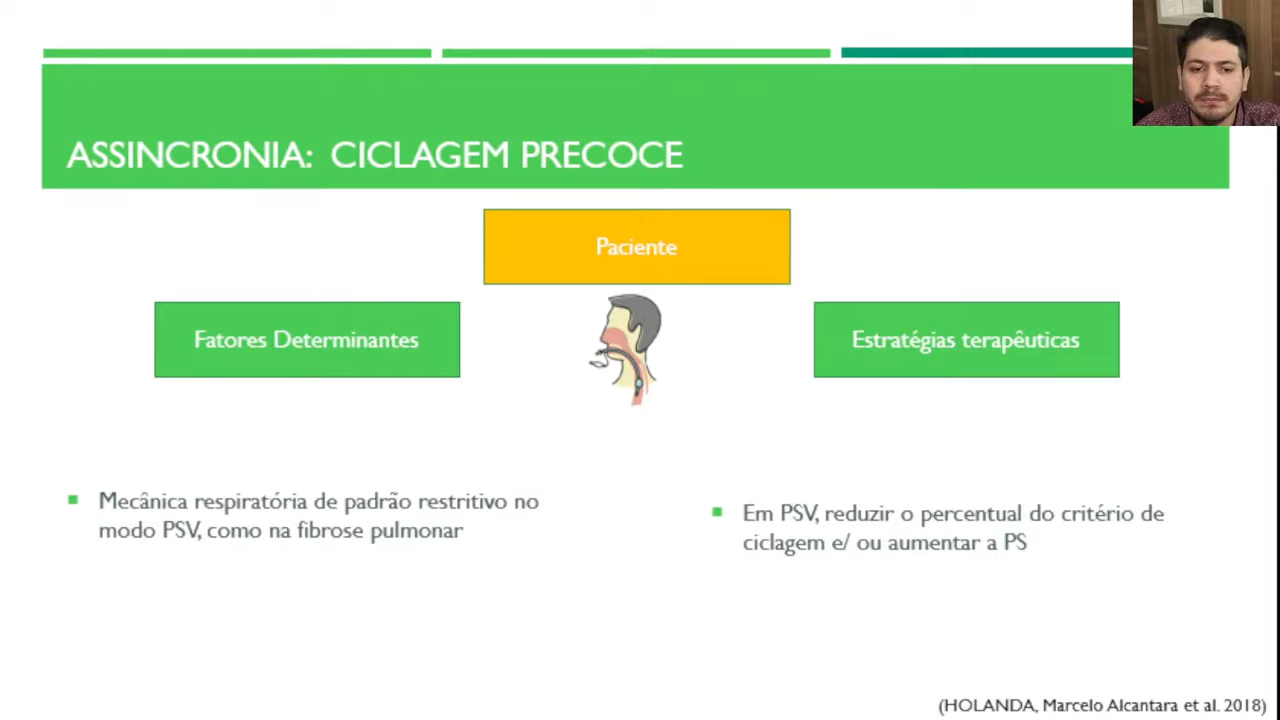 ASSINCRONIA: CICLAGEM PRECOCE
Paciente
Fatores Determinantes
Estratégias terapêuticas
Mecânica respiratória de padrão restritivo no
modo PSV, como na fibrose pulmonar
Em PSV, reduzir o percentual do critério de
ciclagem e/ ou aumentar a PS
(HOLANDA, Marcelo Alcantara et al. 2018)